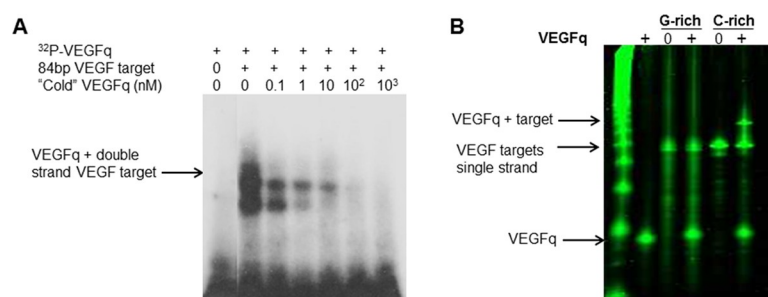 A
³²P-VEGFq + + + + + + +
84bp VEGF target 0 + + + + + +
"Cold" VEGFq (nM) 0 0 0.1 1 10 10² 10³
VEGFq + double
strand VEGF target
B
G-rich C-rich
VEGFq + 0 + 0 +
VEGFq + target
VEGF targets
single strand
VEGFq